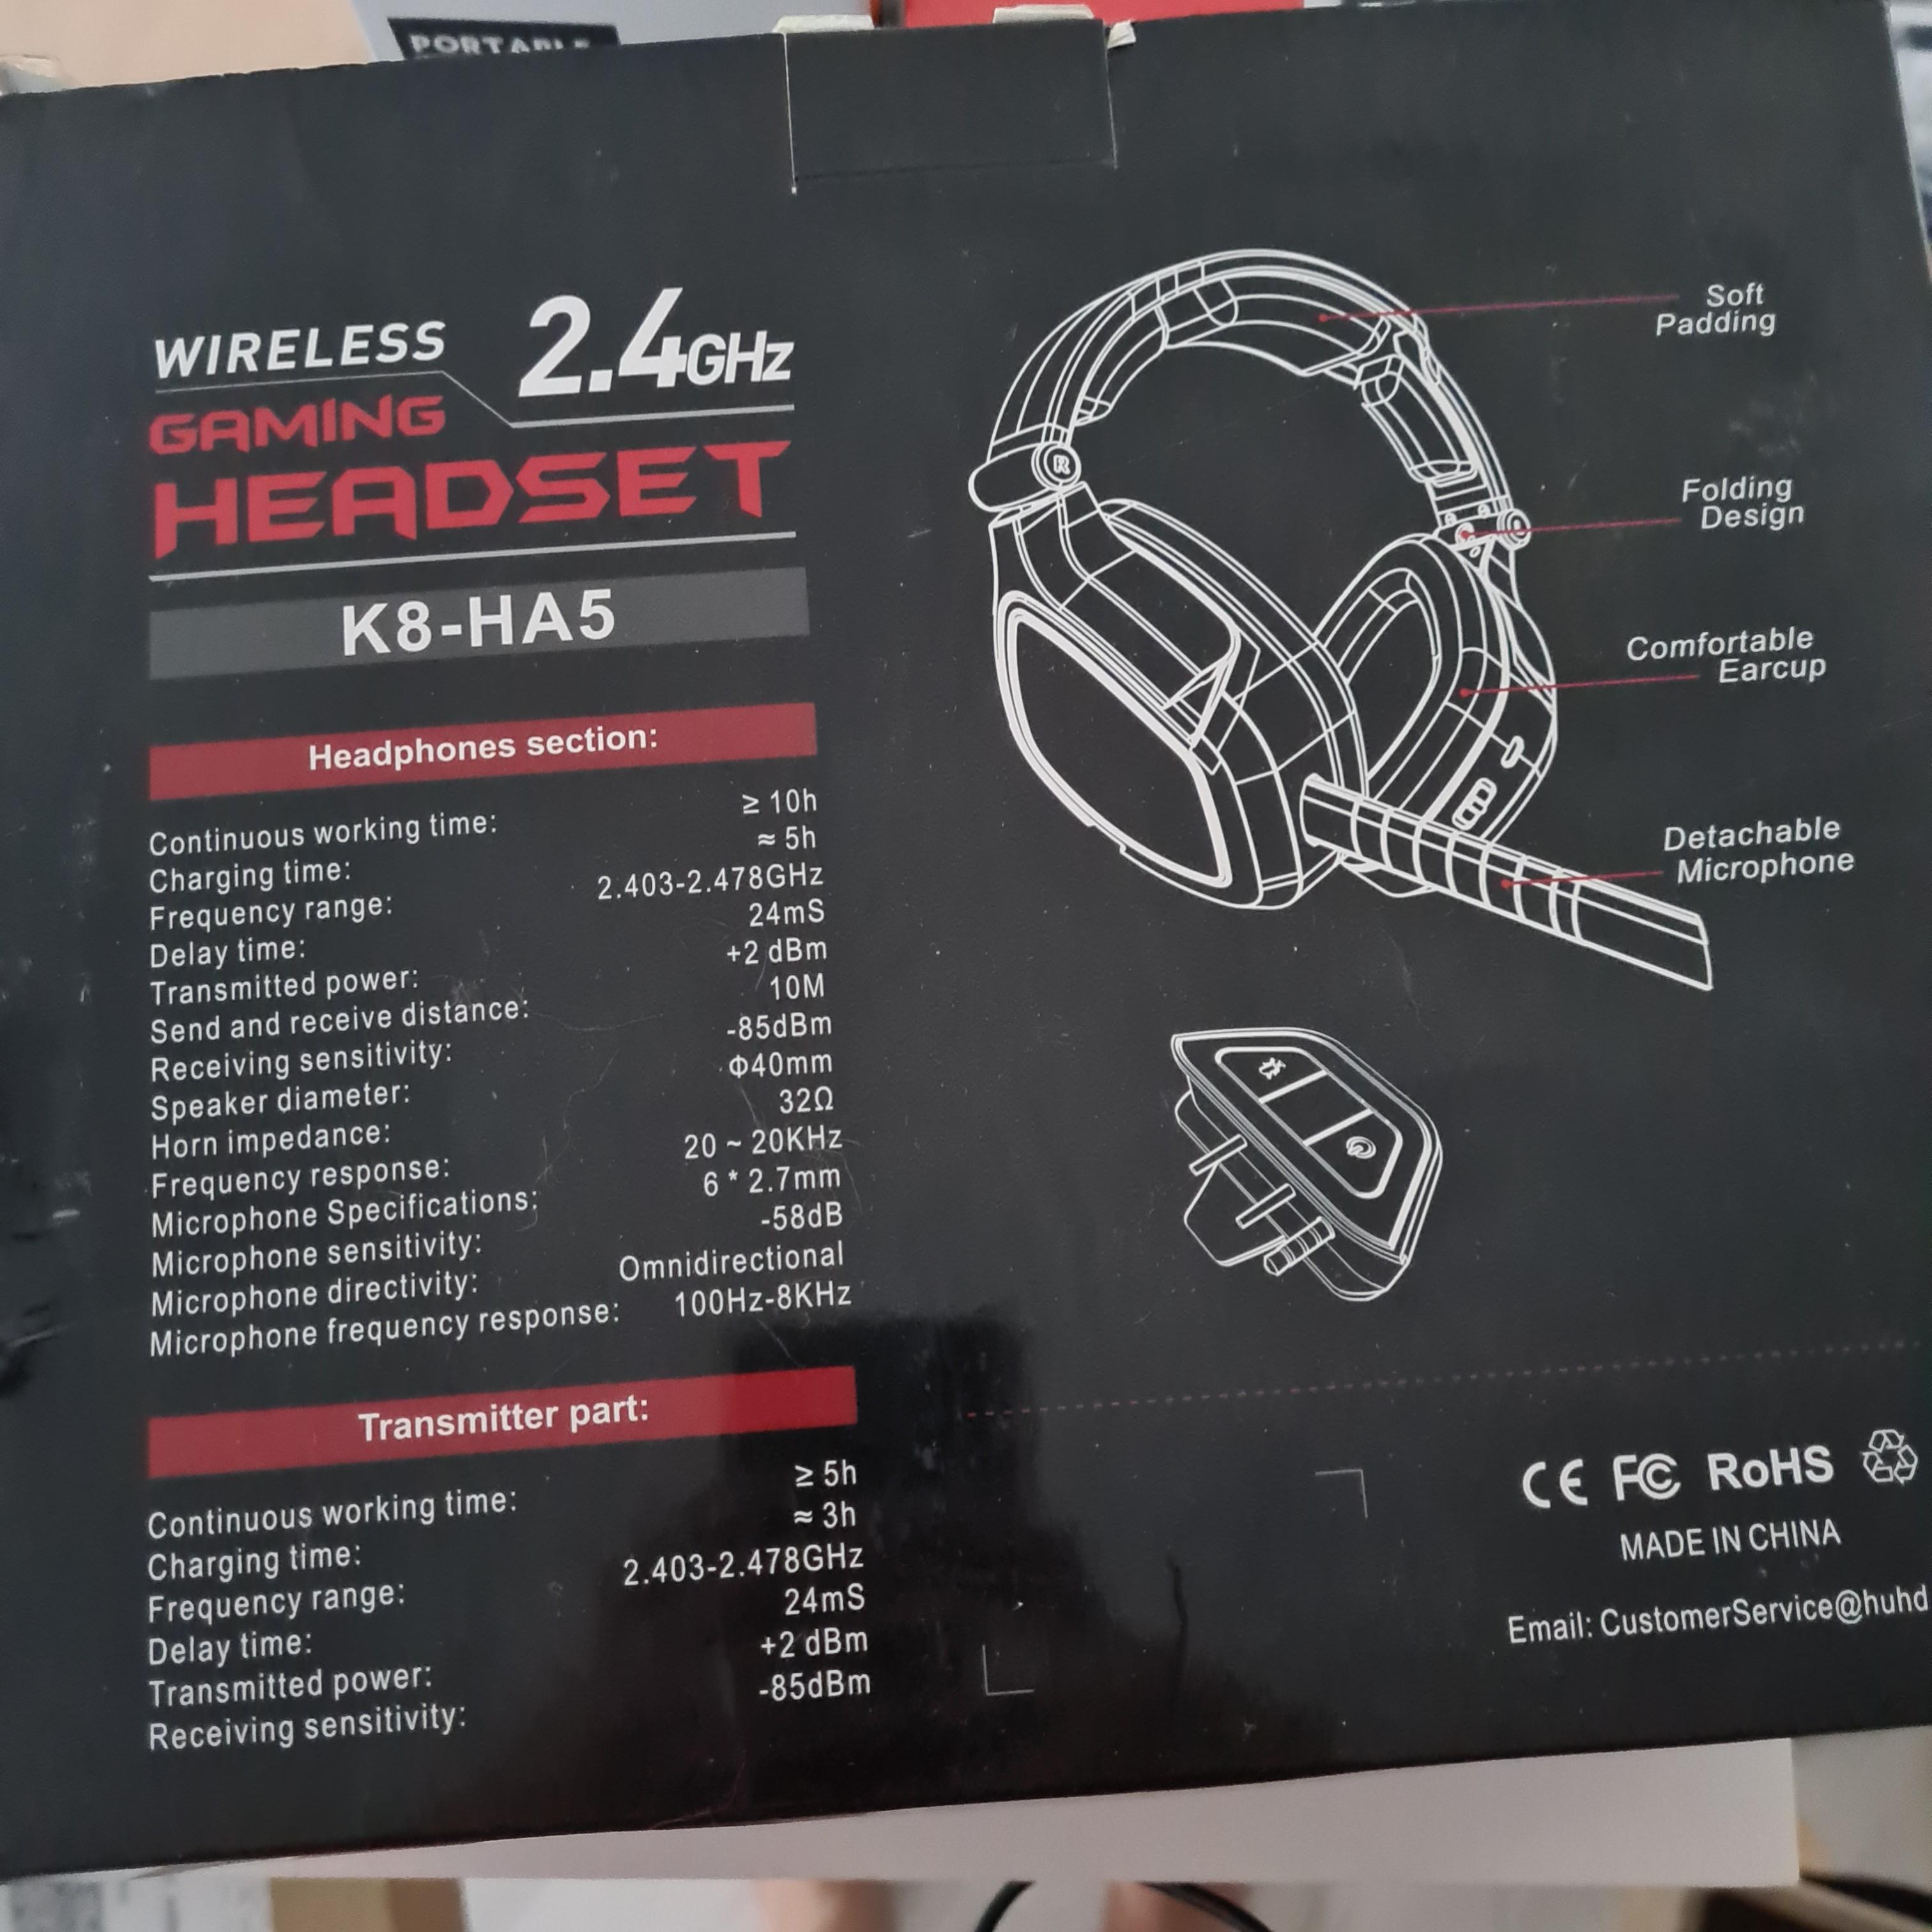 PORTABLE
WIRELESS 2.4GHz
GAMING
HEADSET
K8-HA5
Headphones section:
Continuous working time: ≥ 10h
Charging time: ≈ 5h
Frequency range: 2.403-2.478GHz
Delay time: 24mS
Transmitted power: +2 dBm
Send and receive distance: 10M
Receiving sensitivity: -85dBm
Speaker diameter: Φ40mm
Horn impedance: 32Ω
Frequency response: 20 ~ 20KHz
Microphone Specifications: 6 * 2.7mm
Microphone sensitivity: -58dB
Microphone directivity: Omnidirectional
Microphone frequency response: 100Hz-8KHz
Transmitter part:
Continuous working time: ≥ 5h
Charging time: ≈ 3h
Frequency range: 2.403-2.478GHz
Delay time: 24mS
Transmitted power: +2 dBm
Receiving sensitivity: -85dBm
Soft
Padding
Folding
Design
Comfortable
Earcup
Detachable
Microphone
R
CE FC RoHS
MADE IN CHINA
Email: CustomerService@huhd